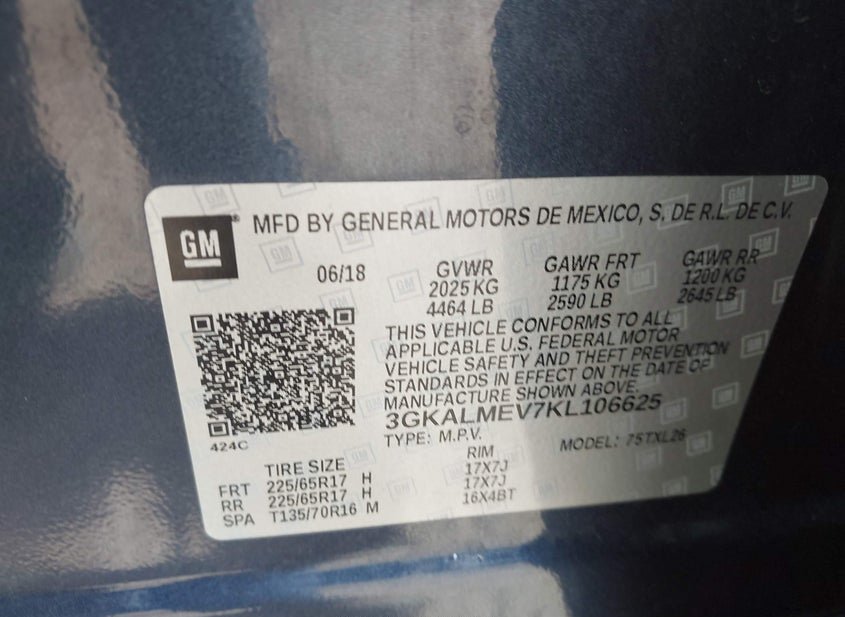 GM® MFD BY GENERAL MOTORS DE MEXICO, S. DE R.L. DE C.V.
06/18 GVWR GAWR FRT GAWR RR
2025 KG 1175 KG 1200 KG
4464 LB 2590 LB 2645 LB
THIS VEHICLE CONFORMS TO ALL
APPLICABLE U.S. FEDERAL MOTOR
VEHICLE SAFETY AND THEFT PREVENTION
STANDARDS IN EFFECT ON THE DATE OF
MANUFACTURE SHOWN ABOVE.
3GKALMEV7KL106625
424C TYPE: M.P.V. MODEL: 75TXL26
TIRE SIZE RIM
FRT 225/65R17 H 17X7J
RR 225/65R17 H 17X7J
SPA T135/70R16 M 16X4BT